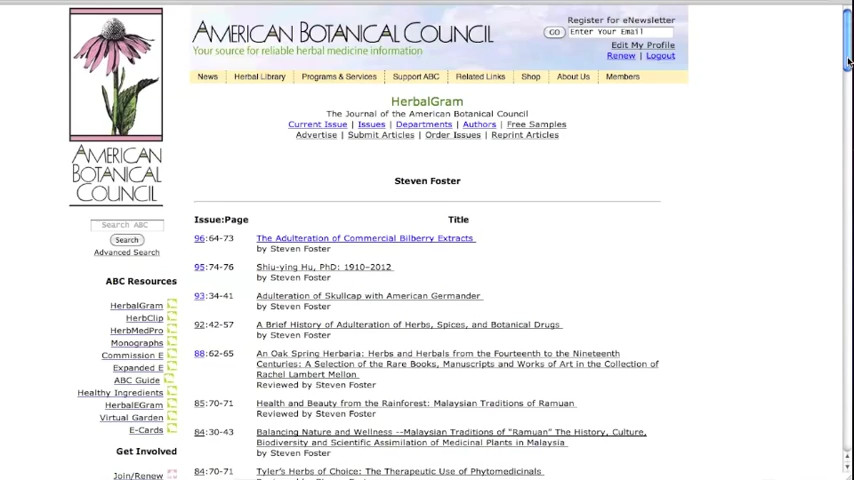 AMERICAN BOTANICAL COUNCIL
Your source for reliable herbal medicine information
Register for eNewsletter
GO Enter Your Email
Edit My Profile
Renew | Logout
News Herbal Library Programs & Services Support ABC Related Links Shop About Us Members
HerbalGram
The Journal of the American Botanical Council
Current Issue | Issues | Departments | Authors | Free Samples
Advertise | Submit Articles | Order Issues | Reprint Articles
AMERICAN
BOTANICAL
COUNCIL
Search ABC
Search
Advanced Search
ABC Resources
HerbalGram
HerbClip
HerbMedPro
Monographs
Commission E
Expanded E
ABC Guide
Healthy Ingredients
HerbalEGram
Virtual Garden
E-Cards
Get Involved
Join/Renew
Steven Foster
Issue:Page Title
96:64-73 The Adulteration of Commercial Bilberry Extracts
by Steven Foster
95:74-76 Shiu-ying Hu, PhD: 1910–2012
by Steven Foster
93:34-41 Adulteration of Skullcap with American Germander
by Steven Foster
92:42-57 A Brief History of Adulteration of Herbs, Spices, and Botanical Drugs
by Steven Foster
88:62-65 An Oak Spring Herbaria: Herbs and Herbals from the Fourteenth to the Nineteenth
Centuries: A Selection of the Rare Books, Manuscripts and Works of Art in the Collection of
Rachel Lambert Mellon
Reviewed by Steven Foster
85:70-71 Health and Beauty from the Rainforest: Malaysian Traditions of Ramuan
Reviewed by Steven Foster
84:30-43 Balancing Nature and Wellness --Malaysian Traditions of "Ramuan" The History, Culture,
Biodiversity and Scientific Assimilation of Medicinal Plants in Malaysia
by Steven Foster
84:70-71 Tyler's Herbs of Choice: The Therapeutic Use of Phytomedicinals